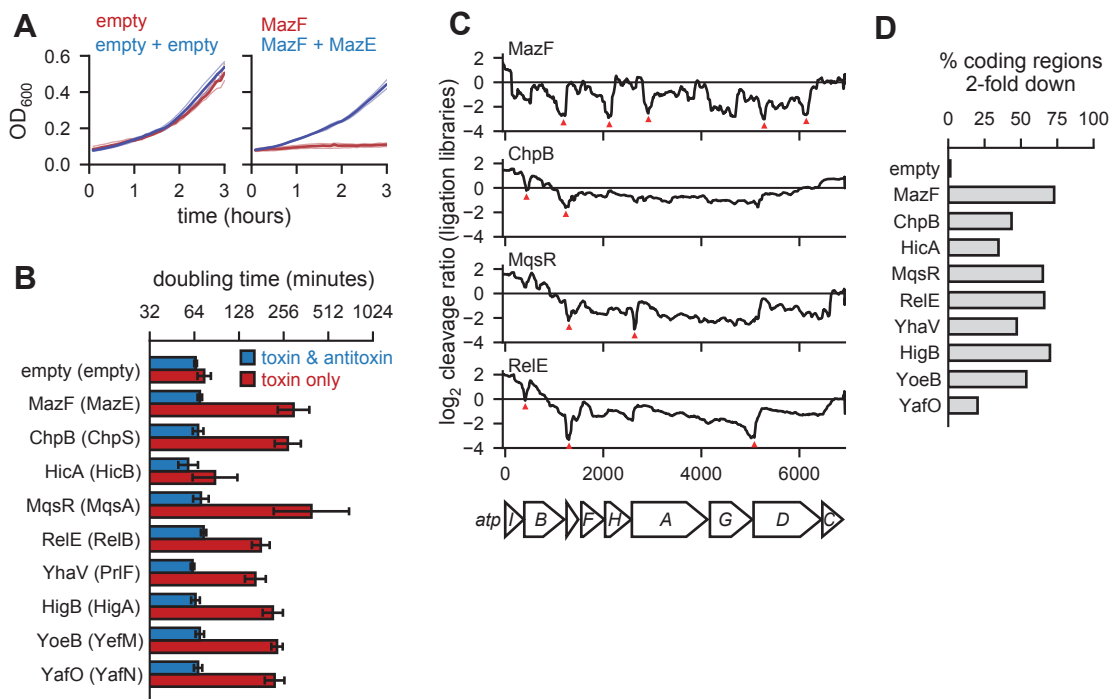 A
empty
empty + empty
MazF
MazF + MazE
OD600
0.6
0.4
0.2
0.0
0 1 2 3
0 1 2 3
time (hours)
B
doubling time (minutes)
32 64 128 256 512 1024
toxin & antitoxin
toxin only
empty (empty)
MazF (MazE)
ChpB (ChpS)
HicA (HicB)
MqsR (MqsA)
RelE (RelB)
YhaV (PrlF)
HigB (HigA)
YoeB (YefM)
YafO (YafN)
C
log2 cleavage ratio (ligation libraries)
MazF
2
0
−2
−4
ChpB
2
0
−2
−4
MqsR
2
0
−2
−4
RelE
2
0
−2
−4
0 2000 4000 6000
atp I B F H A G D C
D
% coding regions
2-fold down
0 25 50 75 100
empty
MazF
ChpB
HicA
MqsR
RelE
YhaV
HigB
YoeB
YafO